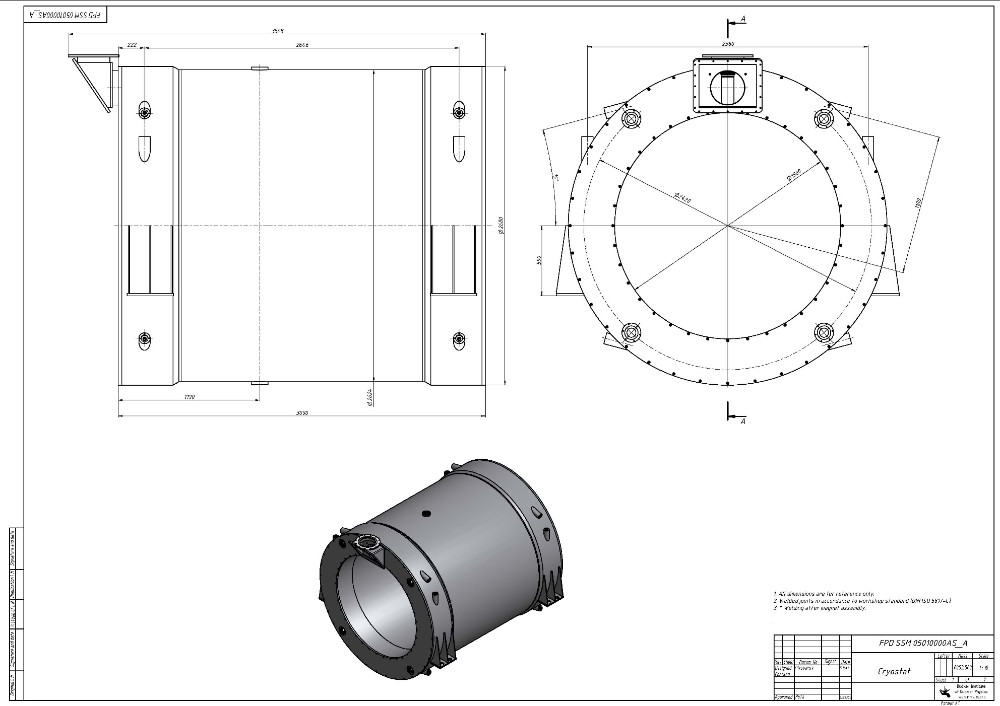 FPD SSM 05010000AS_A
3508
222
2646
1190
3090
Ø2624
Ø2680
A
2360
15°
Ø2420
Ø1900
1180
590
A
1. All dimensions are for reference only.
2. Welded joints in accordance to workshop standard (DIN ISO 5817-C).
3. * Welding after magnet assembly.
Signature and date
Duplication I. N
Instead of I. N
Signature and date
Original I. N
FPD SSM 05010000AS_A
Letter Mass Scale
Rev Sheet Docum No Signat Date
Designed Pivovarov
Checked
Cryostat
8053,580 1 : 10
Sheet 1 of 2
Approved Pyta
Budker Institute
of Nuclear Physics
Novosibirsk, Russia
Format A1